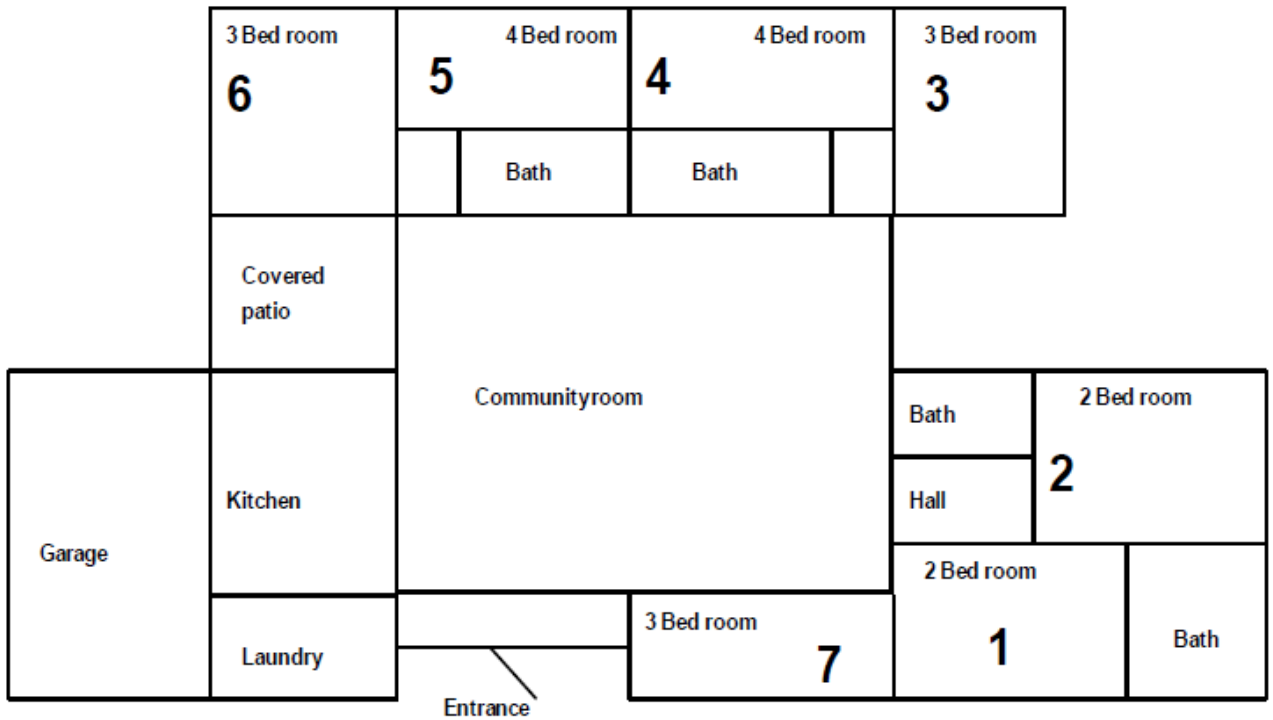 3 Bed room
6
4 Bed room
5
4 Bed room
4
3 Bed room
3
Bath
Bath
Covered
patio
Communityroom
Bath
2 Bed room
2
Hall
Kitchen
Garage
2 Bed room
1
Bath
3 Bed room
7
Laundry
Entrance